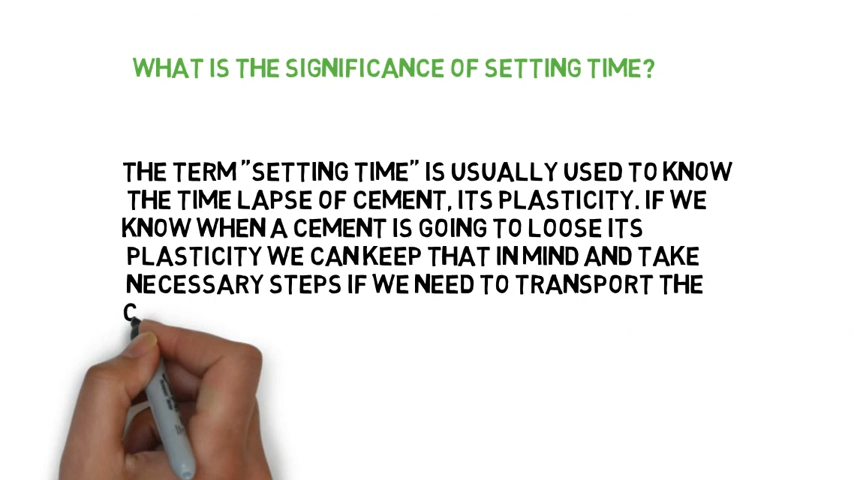 WHAT IS THE SIGNIFICANCE OF SETTING TIME?
THE TERM "SETTING TIME" IS USUALLY USED TO KNOW
THE TIME LAPSE OF CEMENT, ITS PLASTICITY. IF WE
KNOW WHEN A CEMENT IS GOING TO LOOSE ITS
PLASTICITY WE CAN KEEP THAT IN MIND AND TAKE
NECESSARY STEPS IF WE NEED TO TRANSPORT THE
C